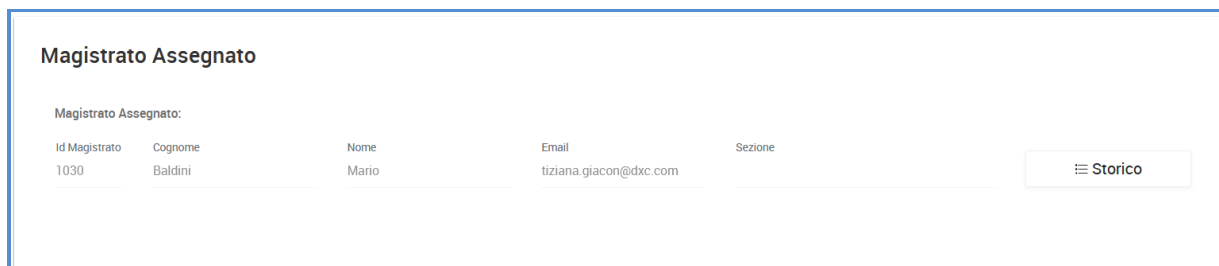 Magistrato Assegnato
Magistrato Assegnato:
Id Magistrato Cognome Nome Email Sezione
1030 Baldini Mario tiziana.giacon@dxc.com
Storico